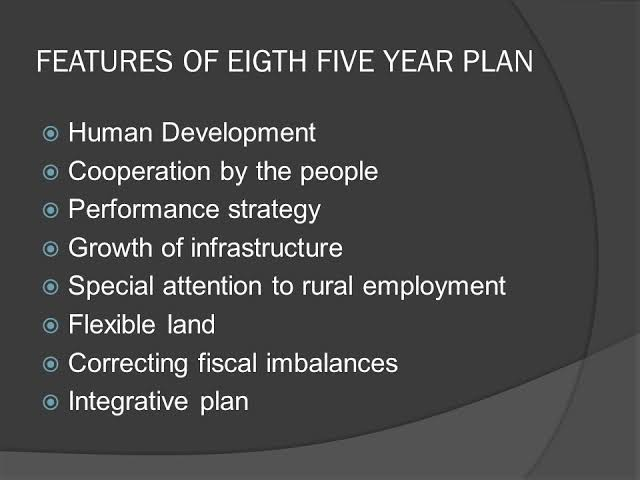 FEATURES OF EIGTH FIVE YEAR PLAN
Human Development
Cooperation by the people
Performance strategy
Growth of infrastructure
Special attention to rural employment
Flexible land
Correcting fiscal imbalances
Integrative plan